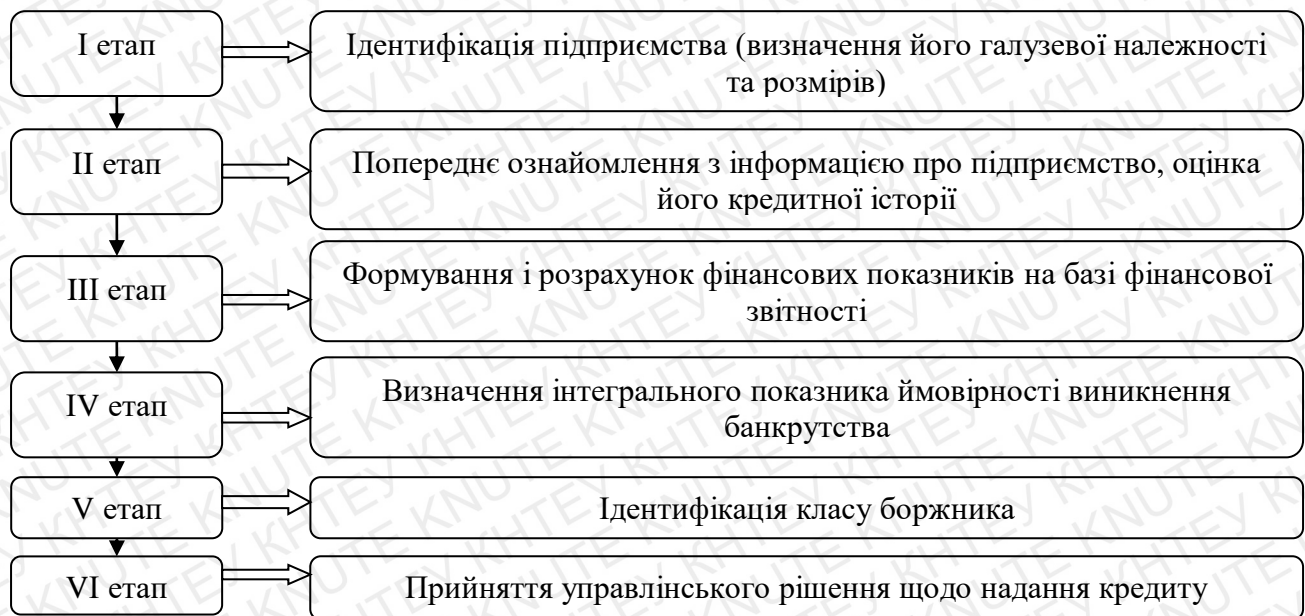 І етап
Ідентифікація підприємства (визначення його галузевої належності
та розмірів)
ІІ етап
Попереднє ознайомлення з інформацією про підприємство, оцінка
його кредитної історії
ІІІ етап
Формування і розрахунок фінансових показників на базі фінансової
звітності
IV етап
Визначення інтегрального показника ймовірності виникнення
банкрутства
V етап
Ідентифікація класу боржника
VI етап
Прийняття управлінського рішення щодо надання кредиту